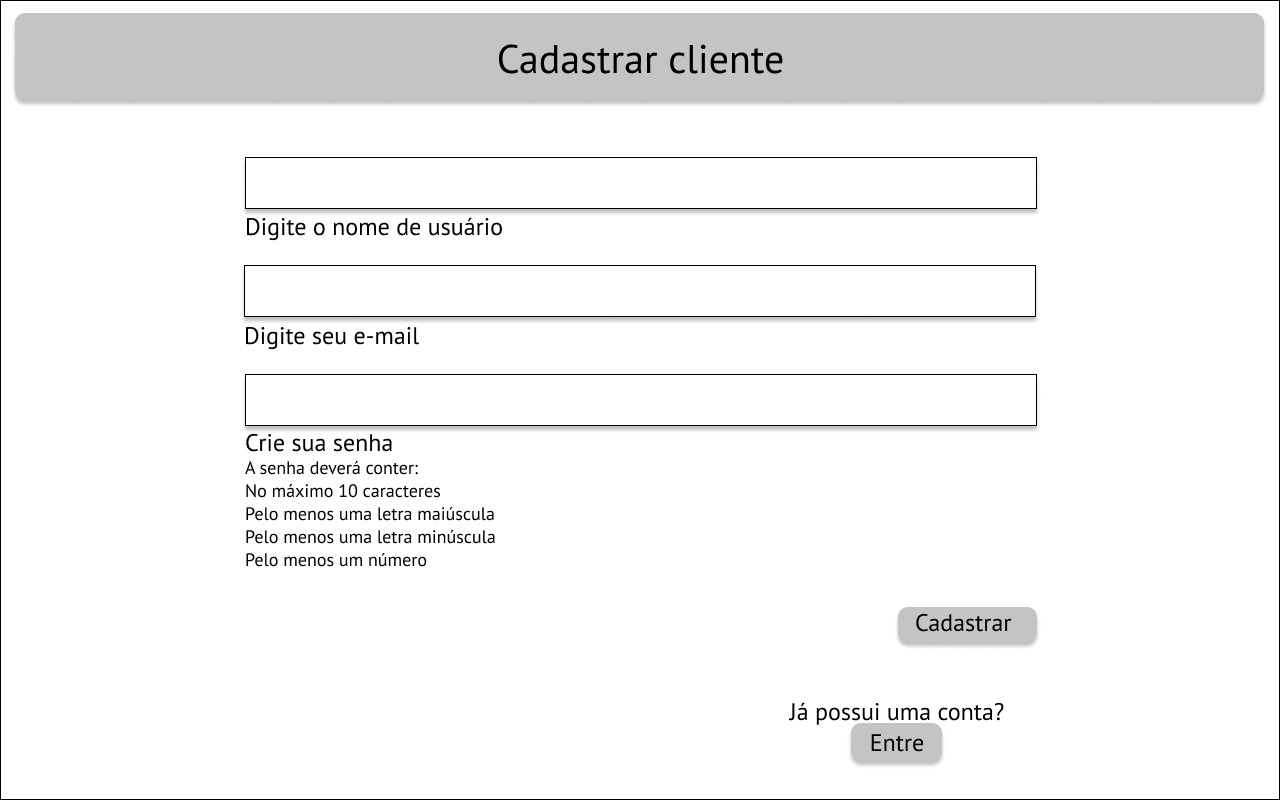 Cadastrar cliente
Digite o nome de usuário
Digite seu e-mail
Crie sua senha
A senha deverá conter:
No máximo 10 caracteres
Pelo menos uma letra maiúscula
Pelo menos uma letra minúscula
Pelo menos um número
Cadastrar
Já possui uma conta?
Entre